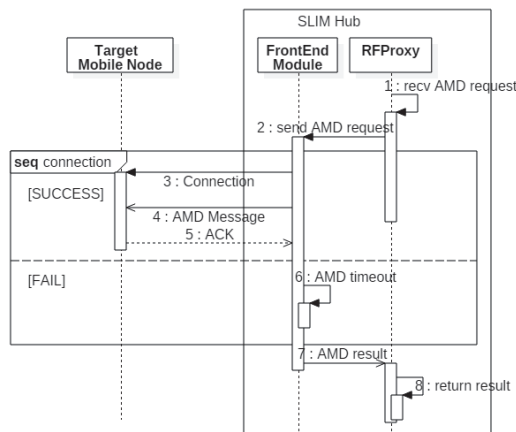 SLIM Hub
Target
Mobile Node
FrontEnd
Module
RFProxy
1 : recv AMD request
2 : send AMD request
seq connection
3 : Connection
[SUCCESS]
4 : AMD Message
5 : ACK
[FAIL]
6 : AMD timeout
7 : AMD result
8 : return result